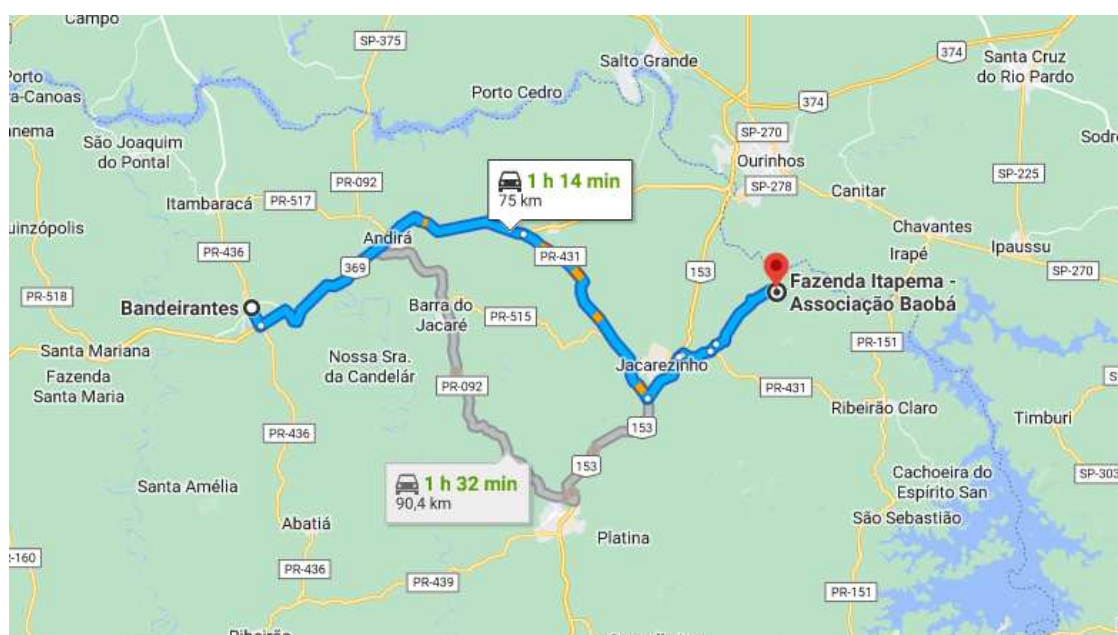 Campo
SP-375
Salto Grande
374
Santa Cruz
do Rio Pardo
Porto
a-Canoas
Porto Cedro
374
anema
São Joaquim
do Pontal
SP-270
Sodre
Ourinhos
PR-092
1 h 14 min
75 km
SP-278
SP-225
Itambaracá
PR-517
Canitar
Chavantes
uinzópolis
Andirá
Ipaussu
PR-436
PR-431
Irapé
369
153
SP-270
PR-518
Bandeirantes
Fazenda Itapema -
Associação Baobá
Barra do
Jacaré
PR-515
Santa Mariana
PR-151
Nossa Sra.
da Candelár
Jacarezinho
Fazenda
Santa Maria
PR-092
PR-431
Ribeirão Claro
Timburi
PR-436
153
153
Cachoeira do
Espírito San
SP-303
1 h 32 min
90,4 km
Santa Amélia
São Sebastião
Abatiá
Platina
-160
PR-436
PR-439
PR-151